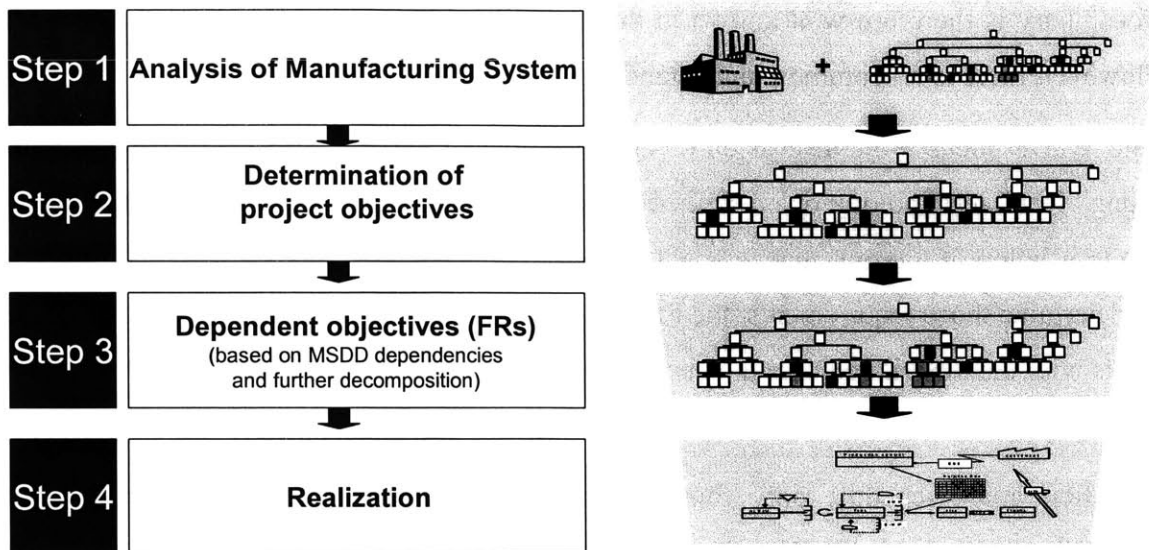 Step 1
Analysis of Manufacturing System
+
Step 2
Determination of
project objectives
Step 3
Dependent objectives (FRs)
(based on MSDD dependencies
and further decomposition)
Step 4
Realization